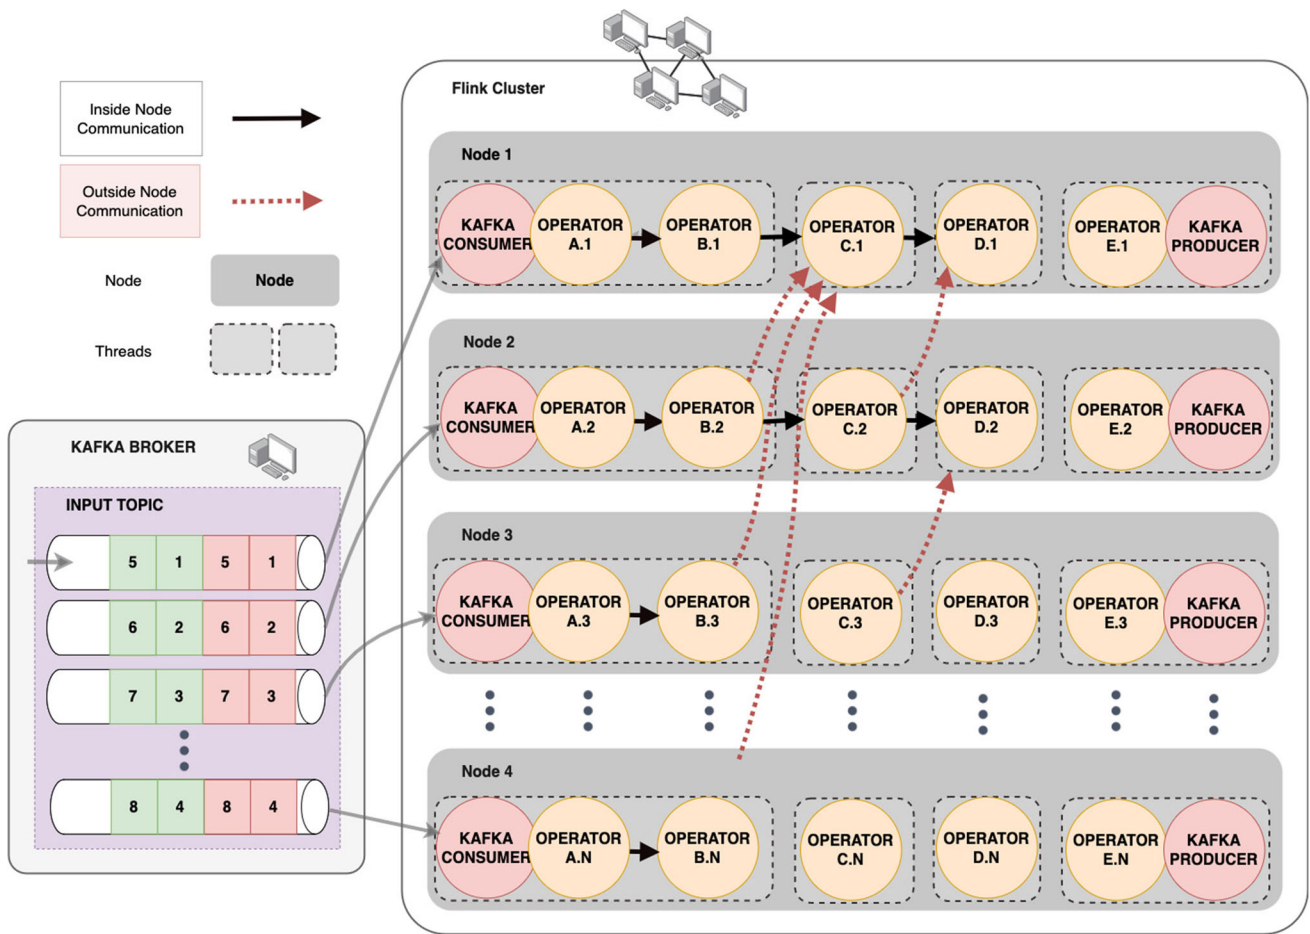 Inside Node
Communication
Outside Node
Communication
Node
Node
Threads
KAFKA BROKER
INPUT TOPIC
5 1 5 1
6 2 6 2
7 3 7 3
8 4 8 4
Flink Cluster
Node 1
KAFKA
CONSUMER
OPERATOR
A.1
OPERATOR
B.1
OPERATOR
C.1
OPERATOR
D.1
OPERATOR
E.1
KAFKA
PRODUCER
Node 2
KAFKA
CONSUMER
OPERATOR
A.2
OPERATOR
B.2
OPERATOR
C.2
OPERATOR
D.2
OPERATOR
E.2
KAFKA
PRODUCER
Node 3
KAFKA
CONSUMER
OPERATOR
A.3
OPERATOR
B.3
OPERATOR
C.3
OPERATOR
D.3
OPERATOR
E.3
KAFKA
PRODUCER
Node 4
KAFKA
CONSUMER
OPERATOR
A.N
OPERATOR
B.N
OPERATOR
C.N
OPERATOR
D.N
OPERATOR
E.N
KAFKA
PRODUCER